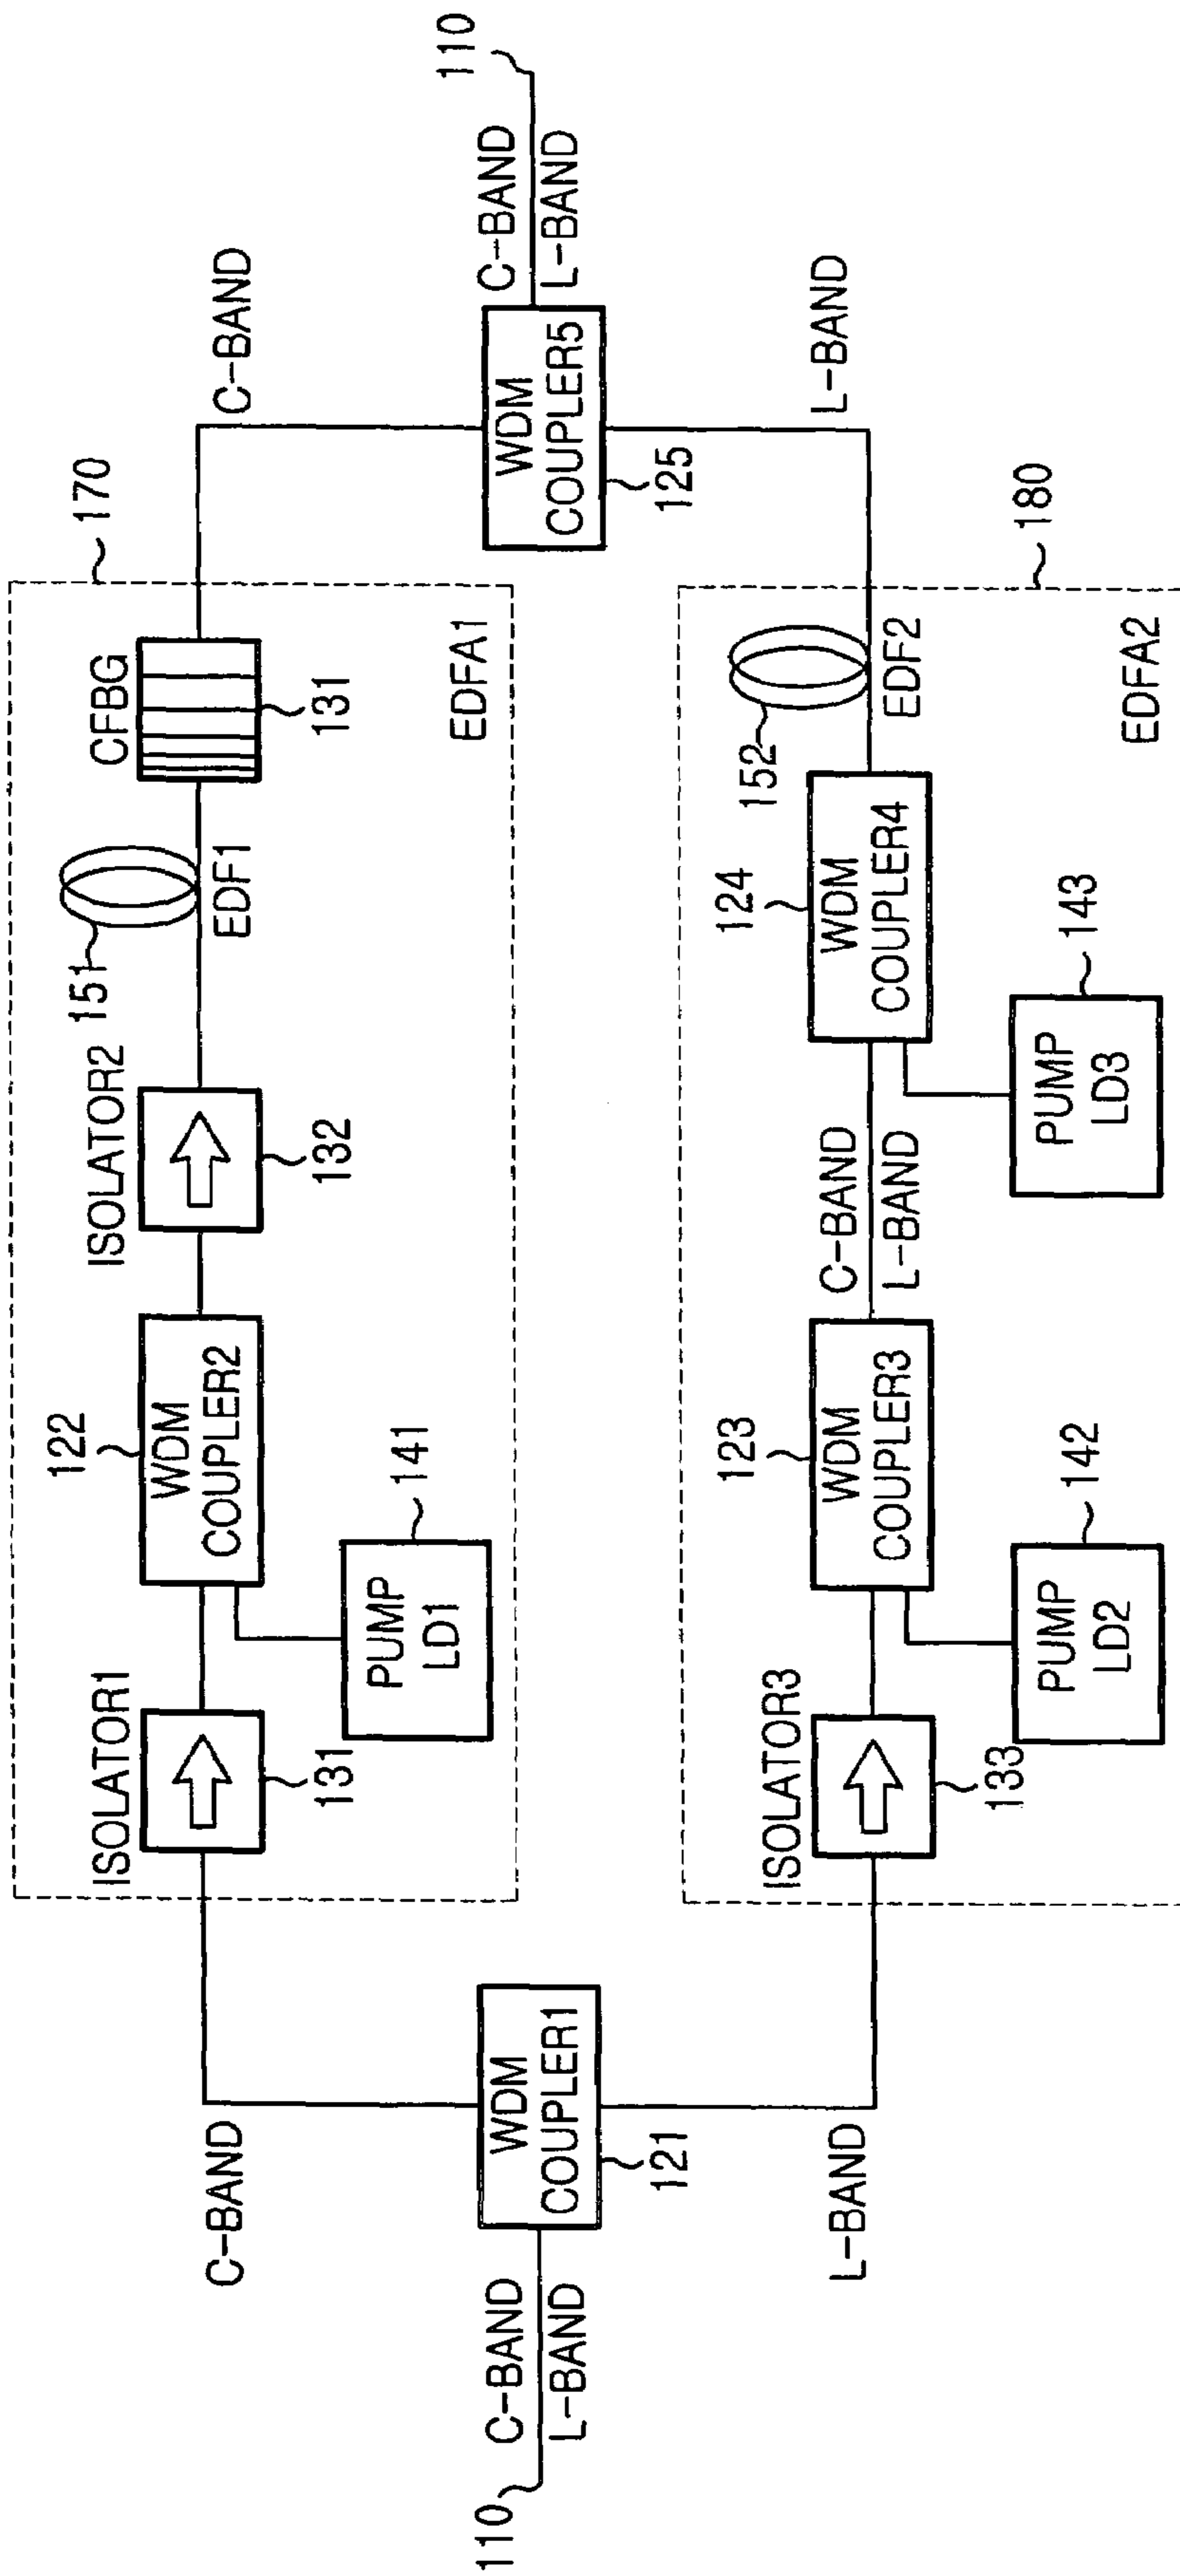 110
C-BAND
L-BAND
WDM
COUPLER1
121
C-BAND
L-BAND
170
ISOLATOR1
131
PUMP
LD1
141
122
WDM
COUPLER2
ISOLATOR2
132
151
EDF1
CFBG
131
EDFA1
C-BAND
180
ISOLATOR3
133
PUMP
LD2
142
123
WDM
COUPLER3
C-BAND
L-BAND
PUMP
LD3
143
124
WDM
COUPLER4
152
EDF2
EDFA2
L-BAND
WDM
COUPLER5
125
C-BAND
L-BAND
110